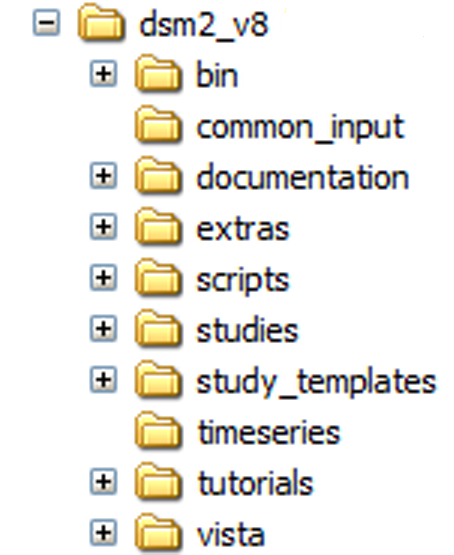 dsm2_v8
bin
common_input
documentation
extras
scripts
studies
study_templates
timeseries
tutorials
vista